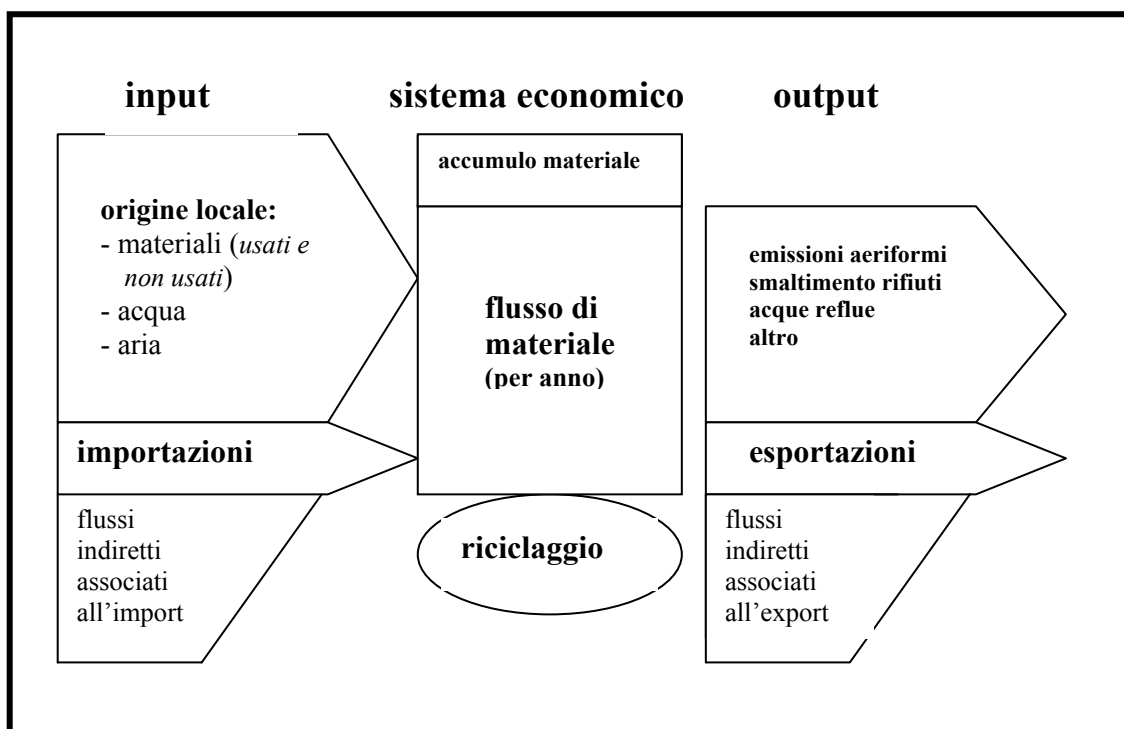 input
sistema economico
output
origine locale:
- materiali (usati e
non usati)
- acqua
- aria
importazioni
flussi
indiretti
associati
all’import
accumulo materiale
flusso di
materiale
(per anno)
riciclaggio
emissioni aeriformi
smaltimento rifiuti
acque reflue
altro
esportazioni
flussi
indiretti
associati
all’export